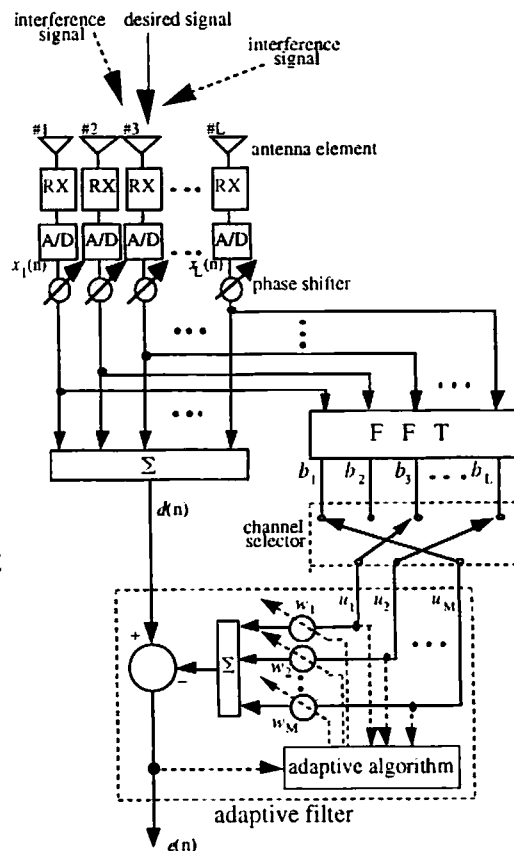 interference signal
desired signal
interference signal
#1 #2 #3 #L
antenna element
RX RX RX RX
A/D A/D A/D A/D
x1(n) xL(n)
phase shifter
F F T
Σ
b1 b2 b3 bL
d(n)
channel selector
u1 u2 uM
+
w1
−
Σ
w2
wM
adaptive algorithm
adaptive filter
e(n)